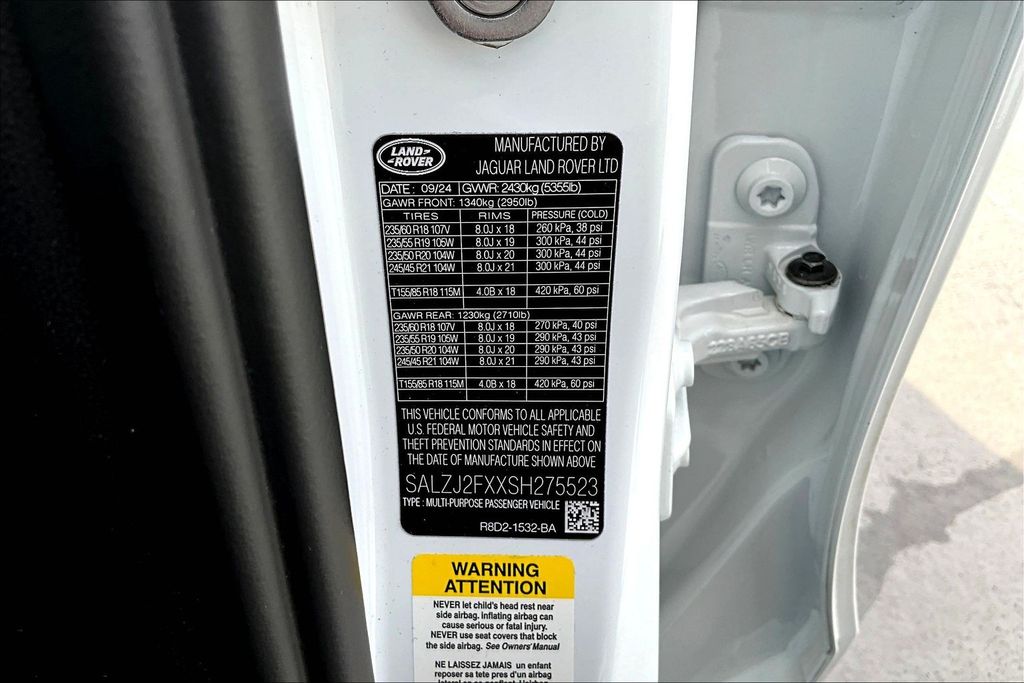 LAND ROVER
MANUFACTURED BY
JAGUAR LAND ROVER LTD
DATE : 09/24 GVWR: 2430kg (5355lb)
GAWR FRONT: 1340kg (2950lb)
TIRES RIMS PRESSURE (COLD)
235/60 R18 107V 8.0J x 18 260 kPa, 38 psi
235/55 R19 105W 8.0J x 19 300 kPa, 44 psi
235/50 R20 104W 8.0J x 20 300 kPa, 44 psi
245/45 R21 104W 8.0J x 21 300 kPa, 44 psi
T155/85 R18 115M 4.0B x 18 420 kPa, 60 psi
GAWR REAR: 1230kg (2710lb)
235/60 R18 107V 8.0J x 18 270 kPa, 40 psi
235/55 R19 105W 8.0J x 19 290 kPa, 43 psi
235/50 R20 104W 8.0J x 20 290 kPa, 43 psi
245/45 R21 104W 8.0J x 21 290 kPa, 43 psi
T155/85 R18 115M 4.0B x 18 420 kPa, 60 psi
THIS VEHICLE CONFORMS TO ALL APPLICABLE
U.S. FEDERAL MOTOR VEHICLE SAFETY AND
THEFT PREVENTION STANDARDS IN EFFECT ON
THE DATE OF MANUFACTURE SHOWN ABOVE
SALZJ2FXXSH275523
TYPE : MULTI-PURPOSE PASSENGER VEHICLE
R8D2-1532-BA
WARNING
ATTENTION
NEVER let child's head rest near
side airbag. inflating airbag can
cause serious or fatal injury.
NEVER use seat covers that block
the side airbag. See Owners' Manual
NE LAISSEZ JAMAIS un enfant
reposer sa tete pres d'un airbag